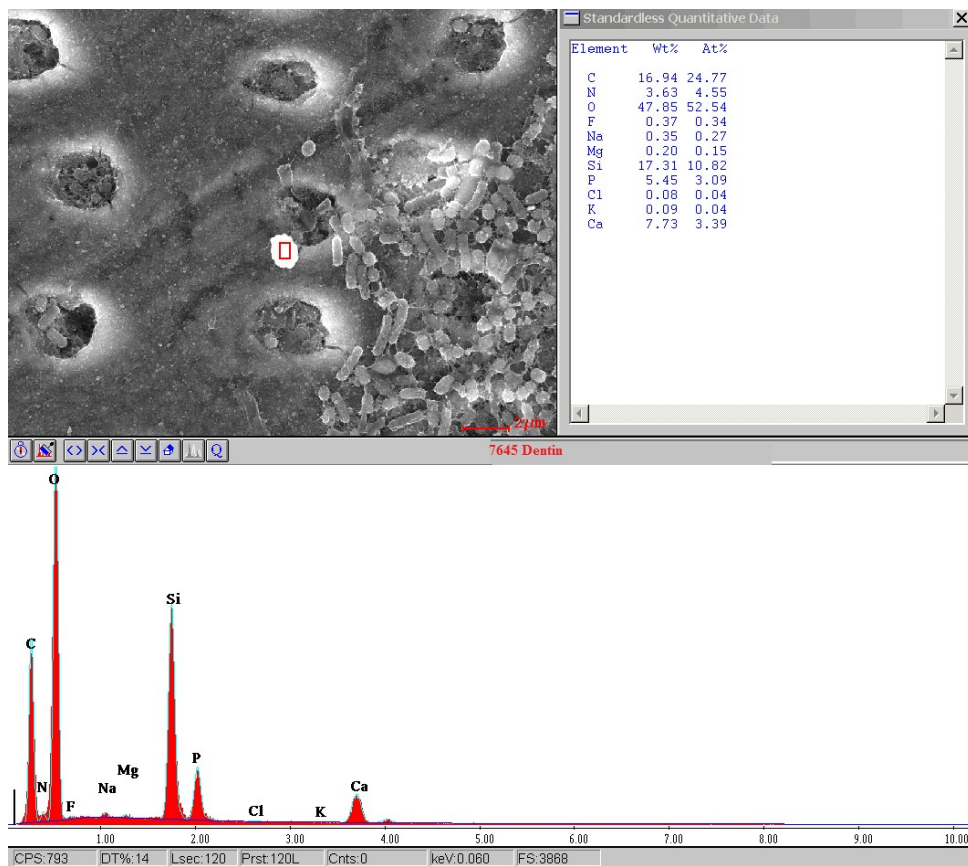 Standardless Quantitative Data
Element Wt% At%
C 16.94 24.77
N 3.63 4.55
O 47.85 52.54
F 0.37 0.34
Na 0.35 0.27
Mg 0.20 0.15
Si 17.31 10.82
P 5.45 3.09
Cl 0.08 0.04
K 0.09 0.04
Ca 7.73 3.39
2µm
Q
7645 Dentin
O
Si
C
P
Mg
Ca
N
Na
F
Cl
K
1.00 2.00 3.00 4.00 5.00 6.00 7.00 8.00 9.00 10.00
CPS:793 DT%:14 Lsec:120 Prst:120L Cnts:0 keV:0.060 FS:3868